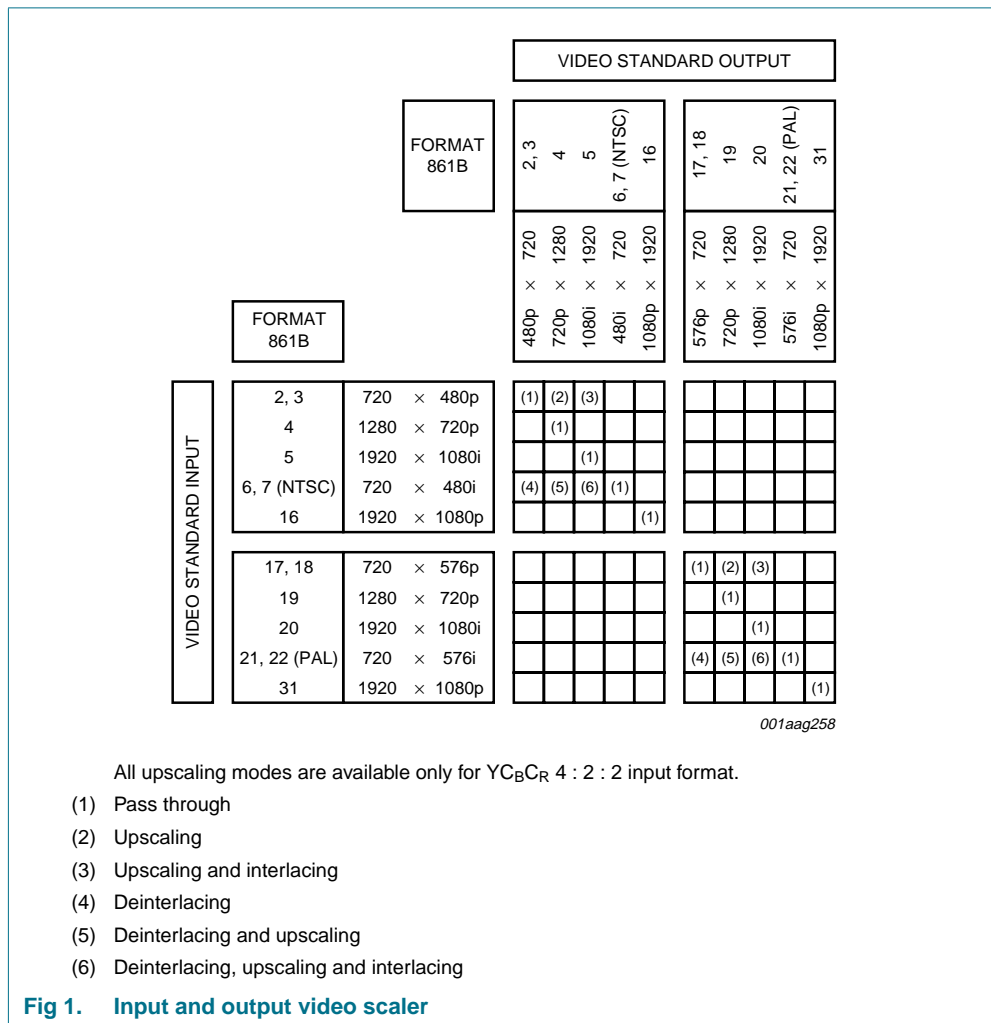 VIDEO STANDARD OUTPUT
FORMAT
861B
2, 3
4
5
6, 7 (NTSC)
16
17, 18
19
20
21, 22 (PAL)
31
480p × 720
720p × 1280
1080i × 1920
480i × 720
1080p × 1920
576p × 720
720p × 1280
1080i × 1920
576i × 720
1080p × 1920
FORMAT
861B
VIDEO STANDARD INPUT
2, 3 720 × 480p (1) (2) (3)
4 1280 × 720p (1)
5 1920 × 1080i (1)
6, 7 (NTSC) 720 × 480i (4) (5) (6) (1)
16 1920 × 1080p (1)
17, 18 720 × 576p (1) (2) (3)
19 1280 × 720p (1)
20 1920 × 1080i (1)
21, 22 (PAL) 720 × 576i (4) (5) (6) (1)
31 1920 × 1080p (1)
001aag258
All upscaling modes are available only for YCBCR 4 : 2 : 2 input format.
(1) Pass through
(2) Upscaling
(3) Upscaling and interlacing
(4) Deinterlacing
(5) Deinterlacing and upscaling
(6) Deinterlacing, upscaling and interlacing
Fig 1. Input and output video scaler